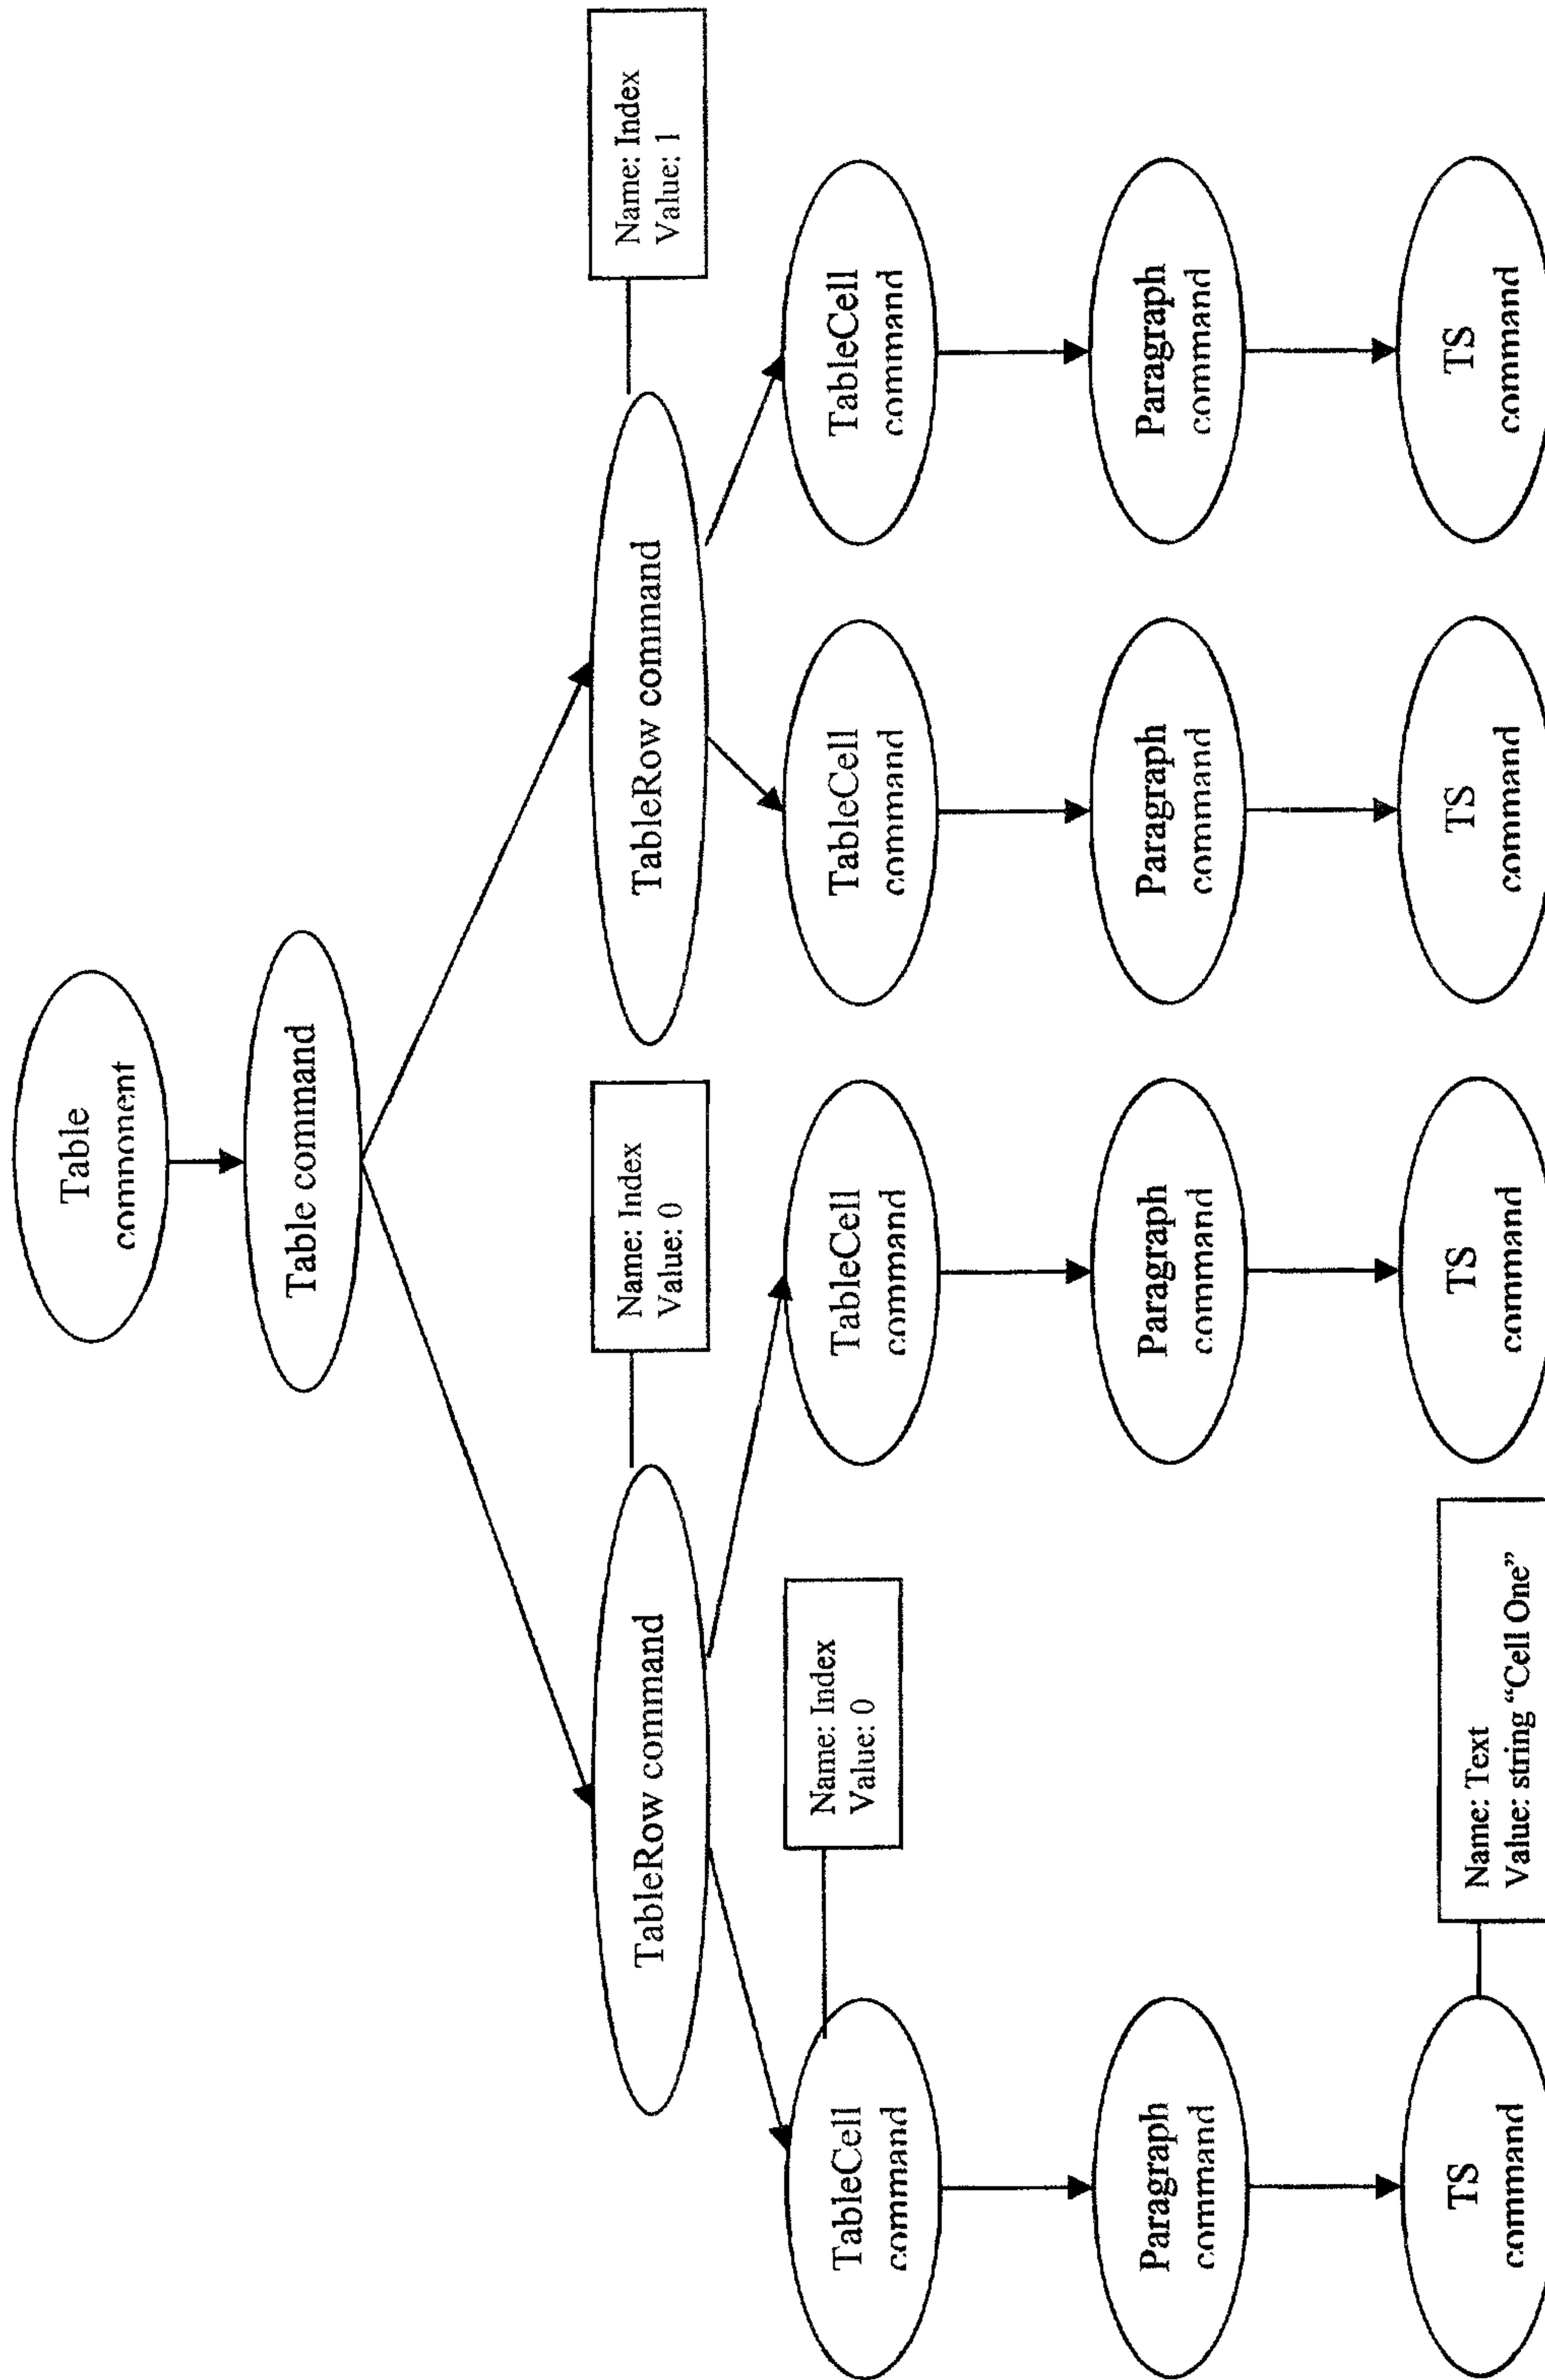 Table
component
Table command
TableRow command
Name: Index
Value: 0
TableRow command
Name: Index
Value: 1
TableCell
command
Name: Index
Value: 0
TableCell
command
TableCell
command
TableCell
command
Paragraph
command
Paragraph
command
Paragraph
command
Paragraph
command
TS
command
Name: Text
Value: string “Cell One”
TS
command
TS
command
TS
command